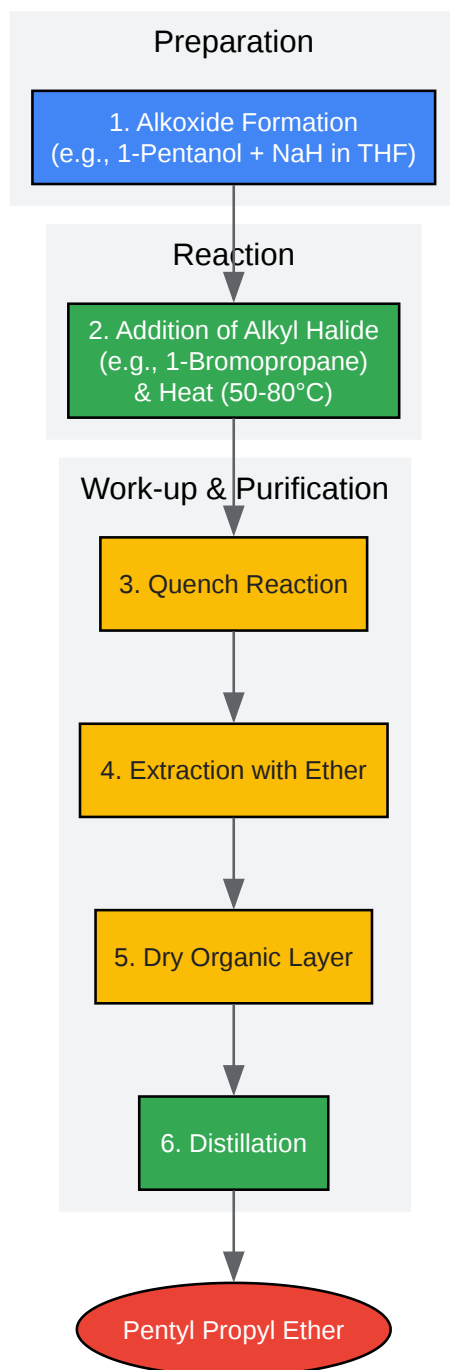 Preparation
1. Alkoxide Formation
(e.g., 1-Pentanol + NaH in THF)
Reaction
2. Addition of Alkyl Halide
(e.g., 1-Bromopropane)
& Heat (50-80°C)
Work-up & Purification
3. Quench Reaction
4. Extraction with Ether
5. Dry Organic Layer
6. Distillation
Pentyl Propyl Ether